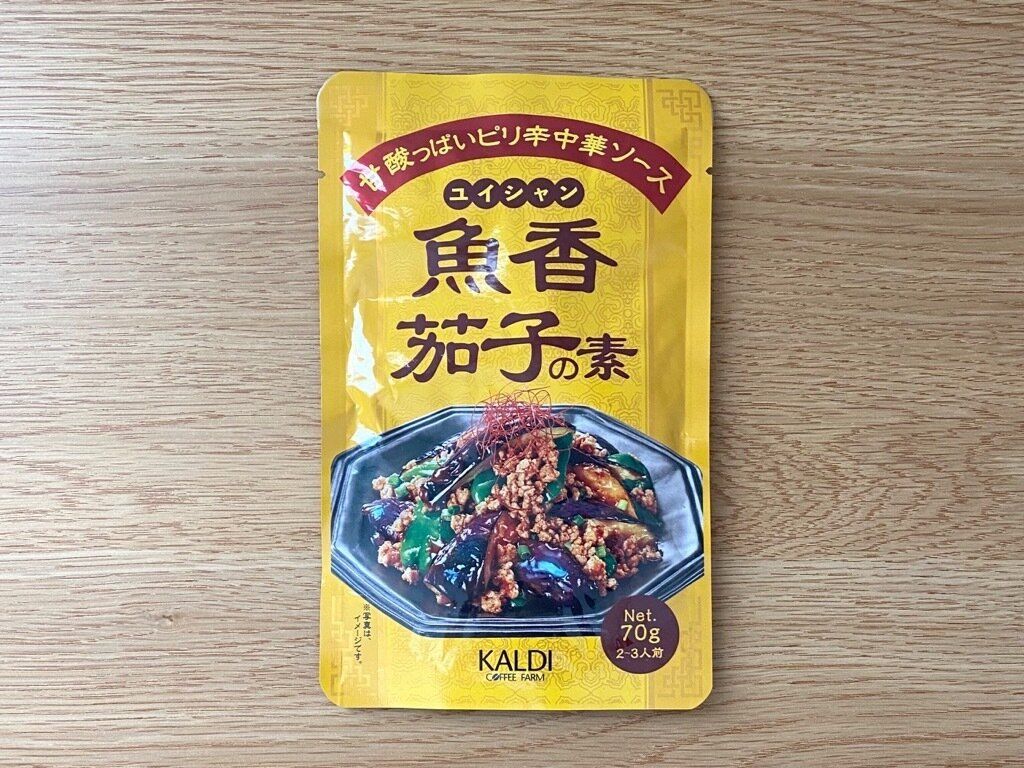 甘酸っぱいピリ辛中華ソース
ユイシャン
魚香
茄子の素
※写真は、
イメージです。
Net.
70g
2-3人前
KALDI
COFFEE FARM